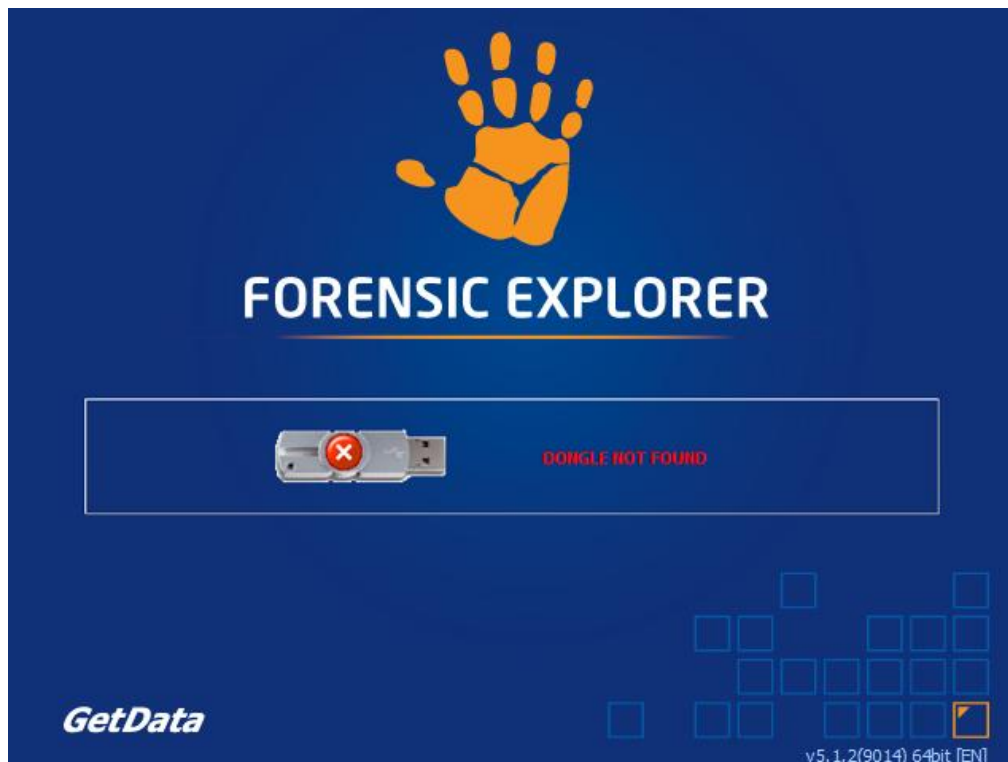 FORENSIC EXPLORER
DONGLE NOT FOUND
GetData
v5.1.2(9014) 64bit [EN]